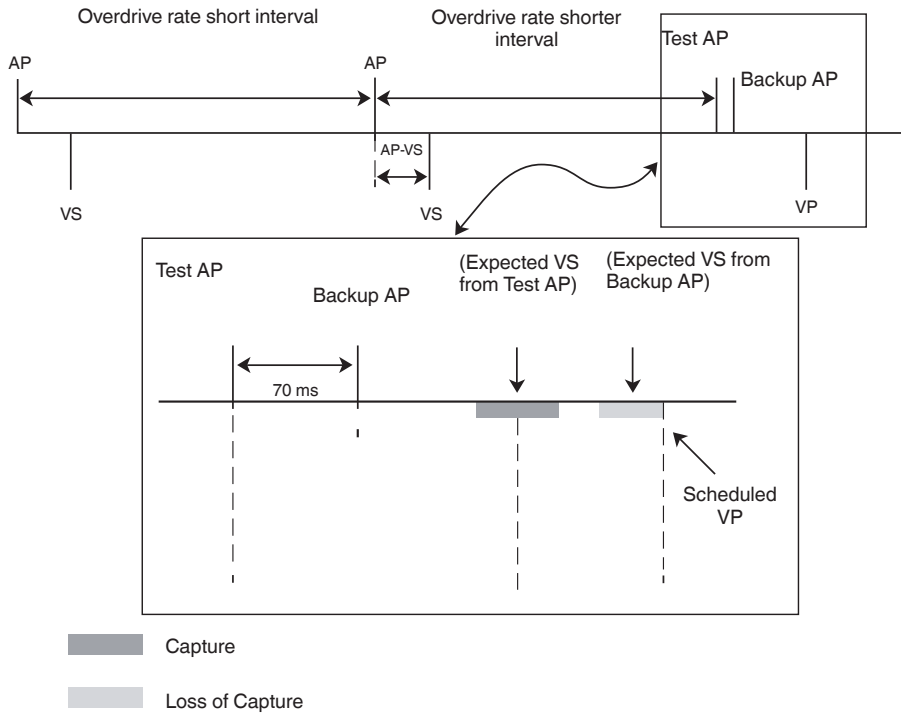 Overdrive rate short interval
Overdrive rate shorter
interval
Test AP
AP
AP
Backup AP
AP-VS
VS
VS
VP
Test AP
Backup AP
(Expected VS
from Test AP)
(Expected VS from
Backup AP)
70 ms
Scheduled
VP
Capture
Loss of Capture